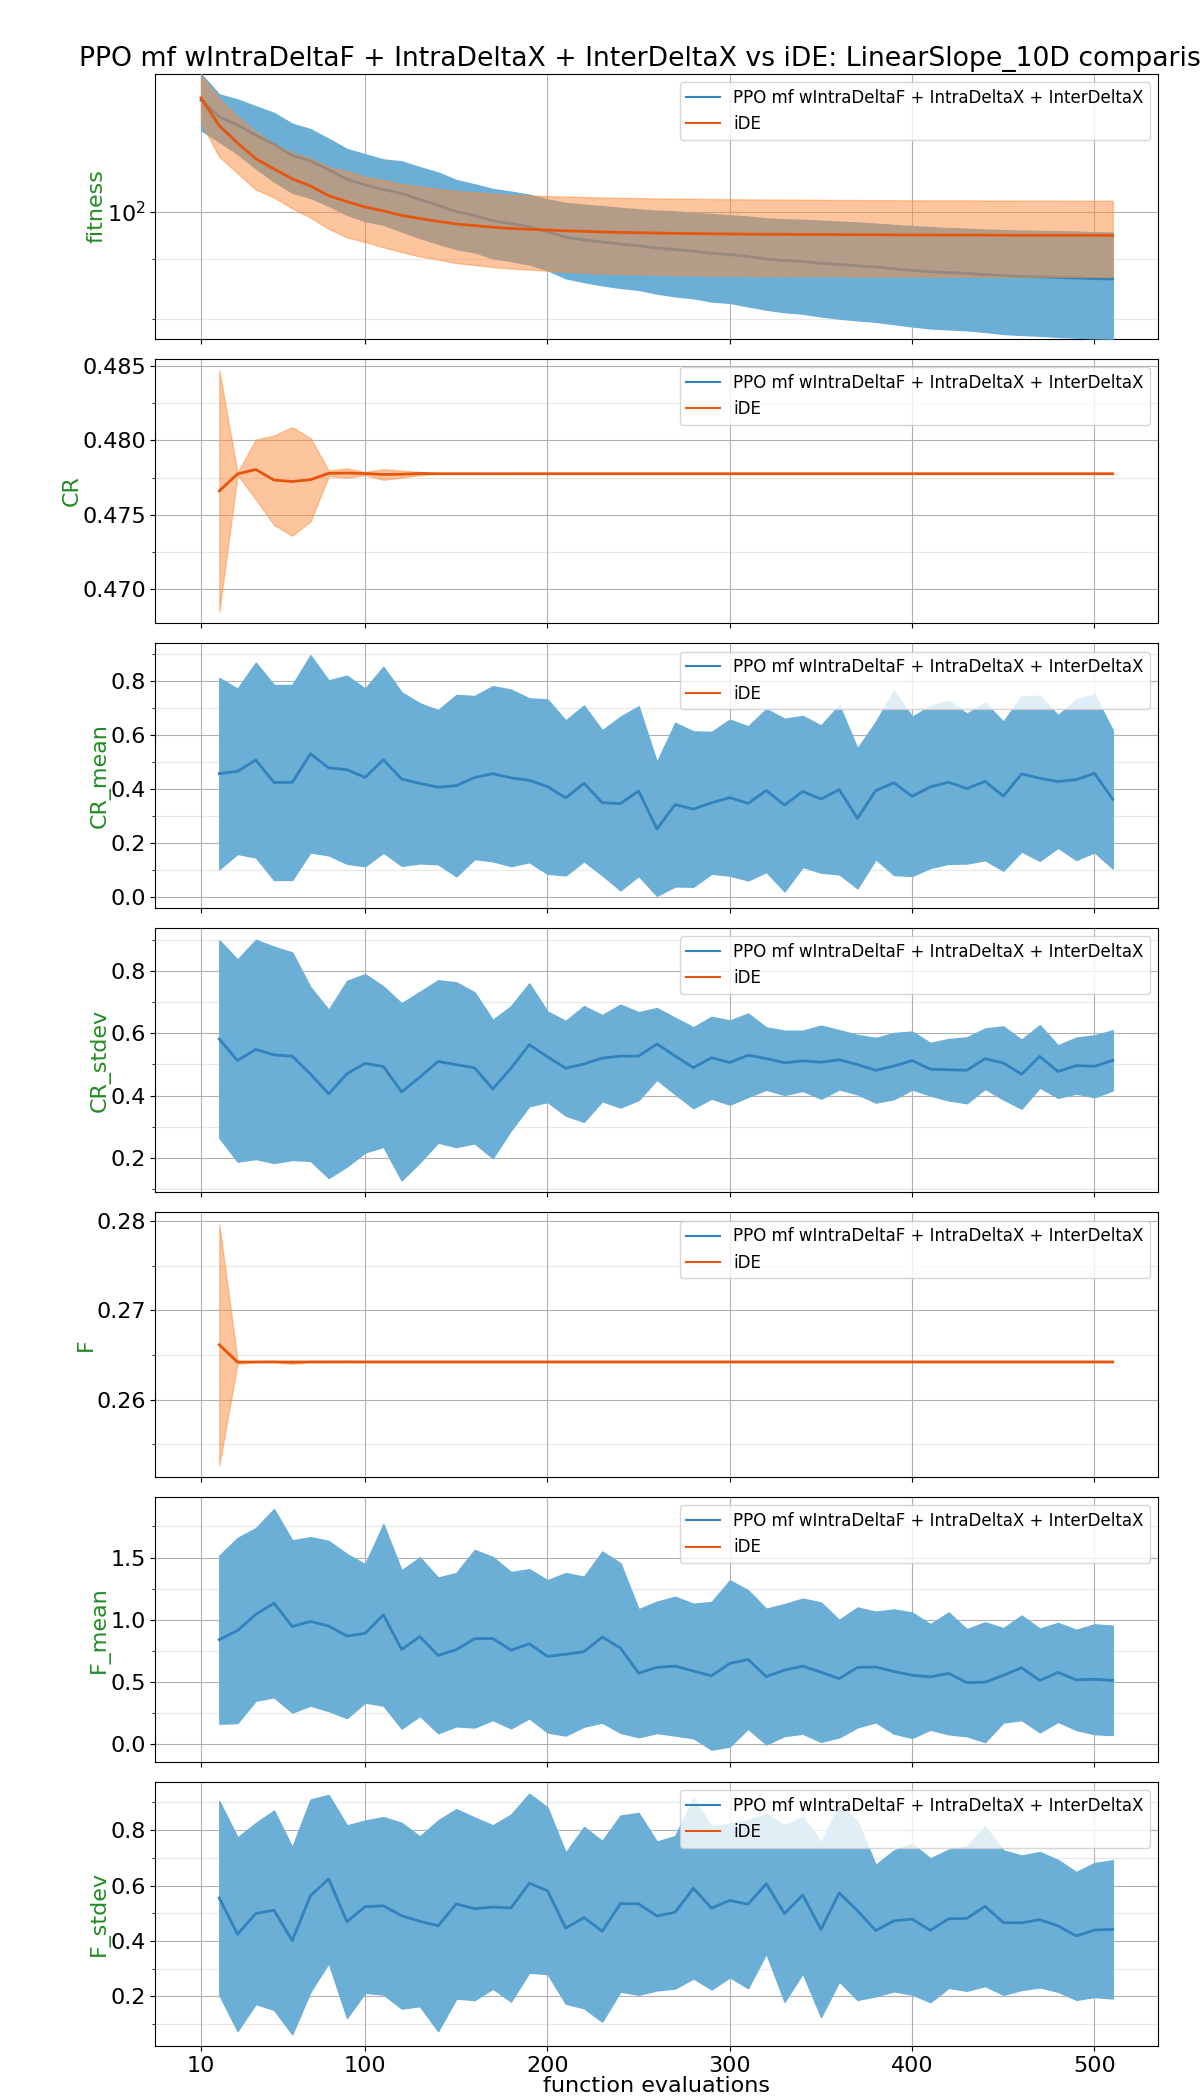 PPO mf wIntraDeltaF + IntraDeltaX + InterDeltaX vs iDE: LinearSlope_10D comparis
PPO mf wIntraDeltaF + IntraDeltaX + InterDeltaX
iDE
fitness
10²
PPO mf wIntraDeltaF + IntraDeltaX + InterDeltaX
iDE
CR
0.485
0.480
0.475
0.470
PPO mf wIntraDeltaF + IntraDeltaX + InterDeltaX
iDE
CR_mean
0.8
0.6
0.4
0.2
0.0
PPO mf wIntraDeltaF + IntraDeltaX + InterDeltaX
iDE
CR_stdev
0.8
0.6
0.4
0.2
PPO mf wIntraDeltaF + IntraDeltaX + InterDeltaX
iDE
F
0.28
0.27
0.26
PPO mf wIntraDeltaF + IntraDeltaX + InterDeltaX
iDE
F_mean
1.5
1.0
0.5
0.0
PPO mf wIntraDeltaF + IntraDeltaX + InterDeltaX
iDE
F_stdev
0.8
0.6
0.4
0.2
10 100 200 300 400 500
function evaluations